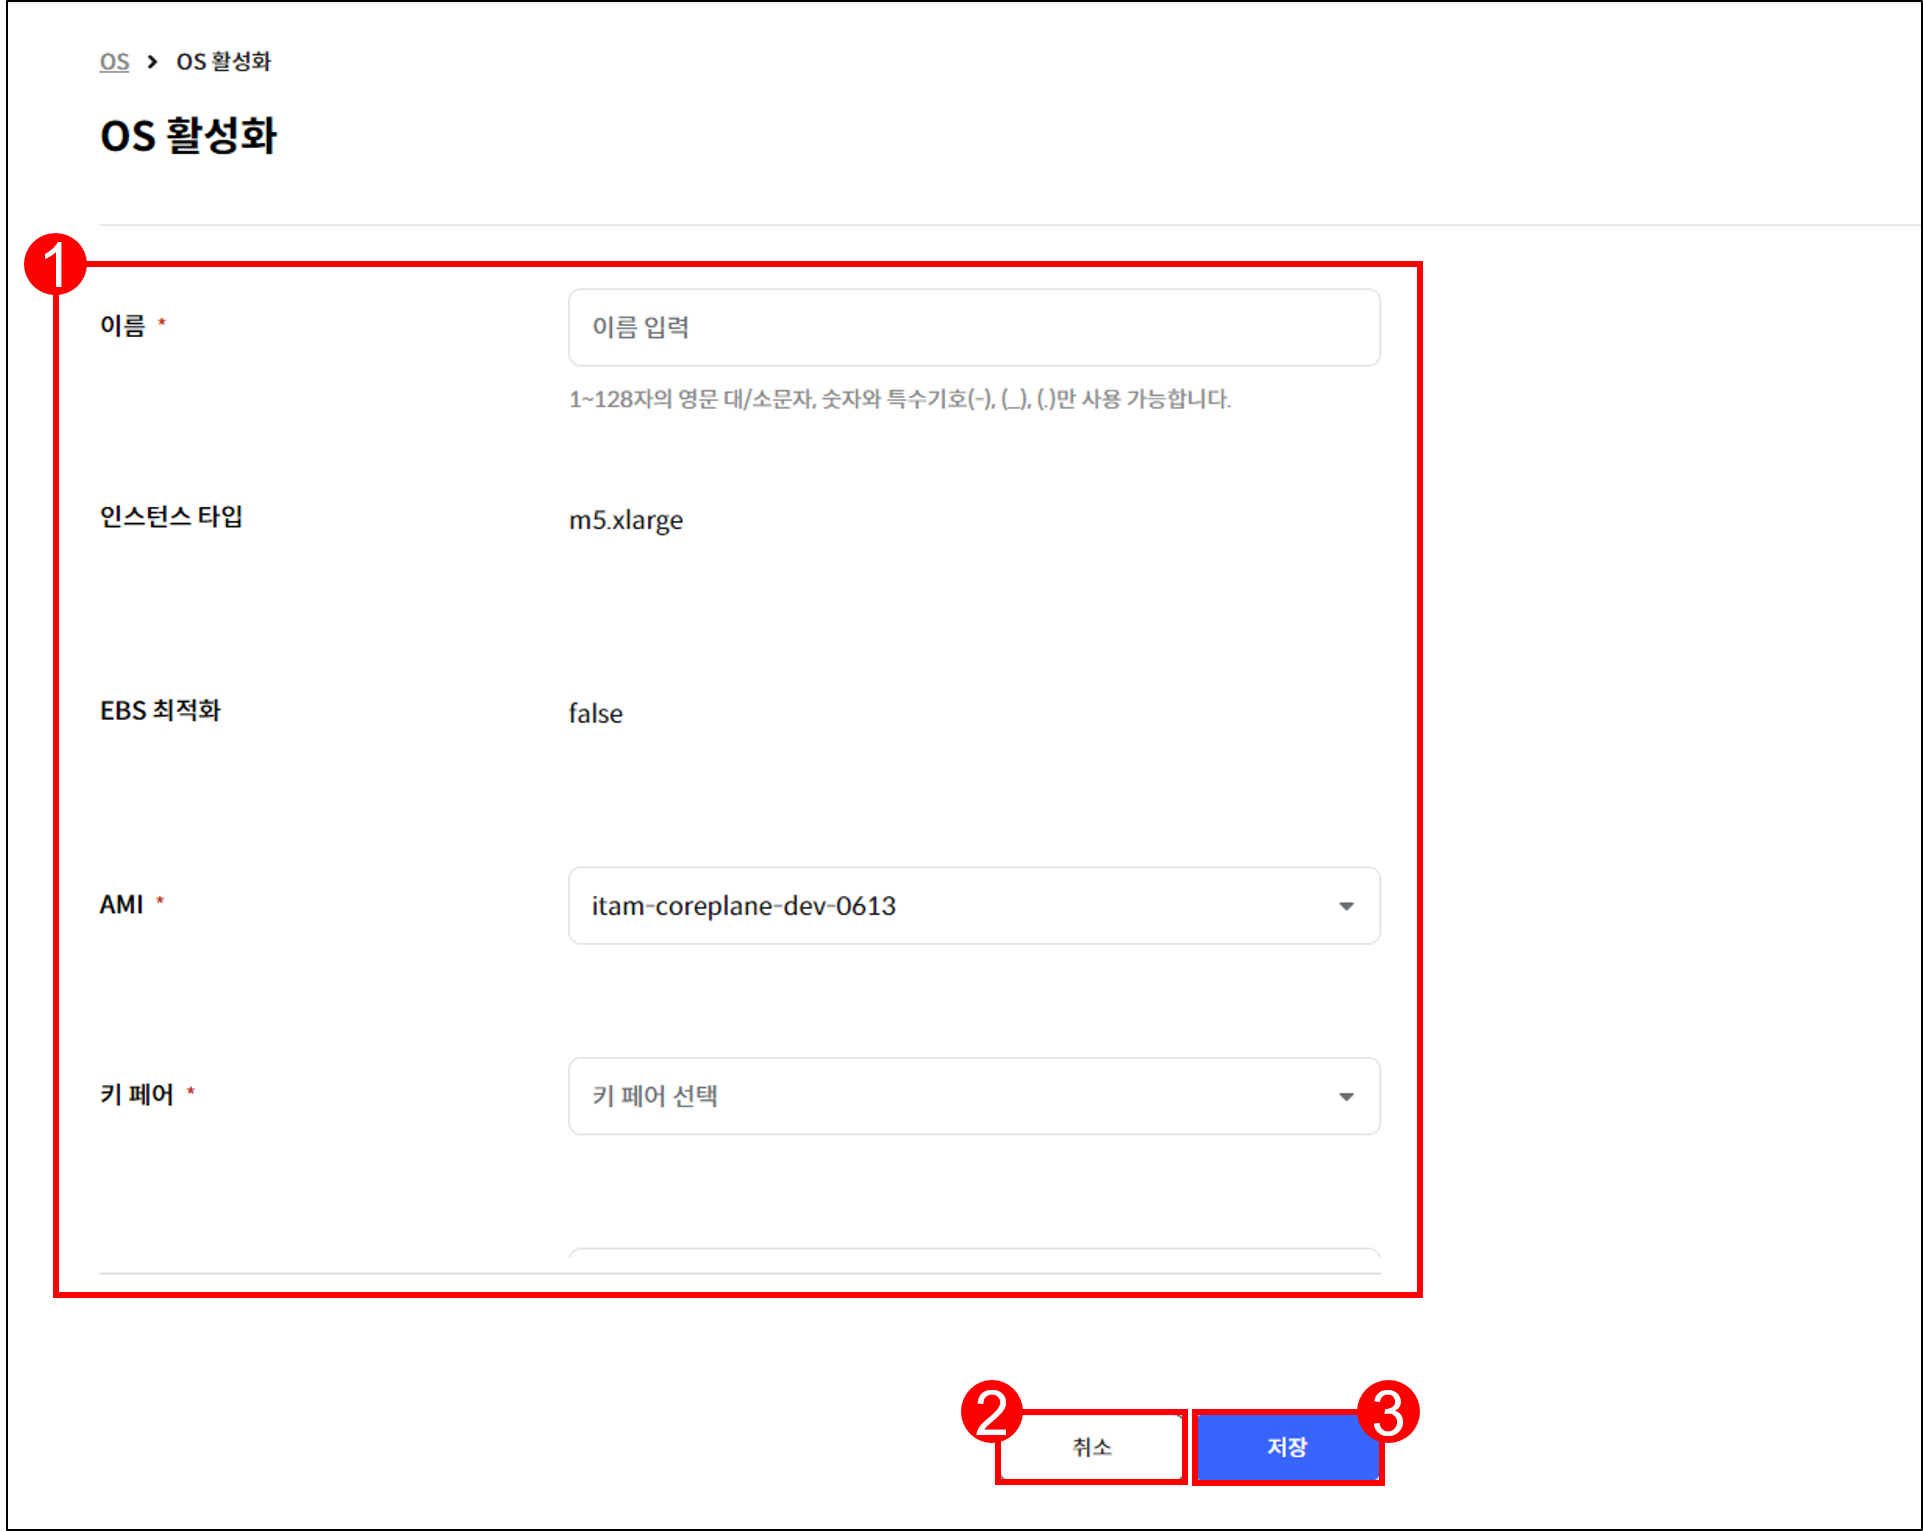 OS > OS 활성화
OS 활성화
1
이름 *
이름 입력
1~128자의 영문 대/소문자, 숫자와 특수기호(-), (_), (.)만 사용 가능합니다.
인스턴스 타입
m5.xlarge
EBS 최적화
false
AMI *
itam-coreplane-dev-0613
키 페어 *
키 페어 선택
2
취소
3
저장